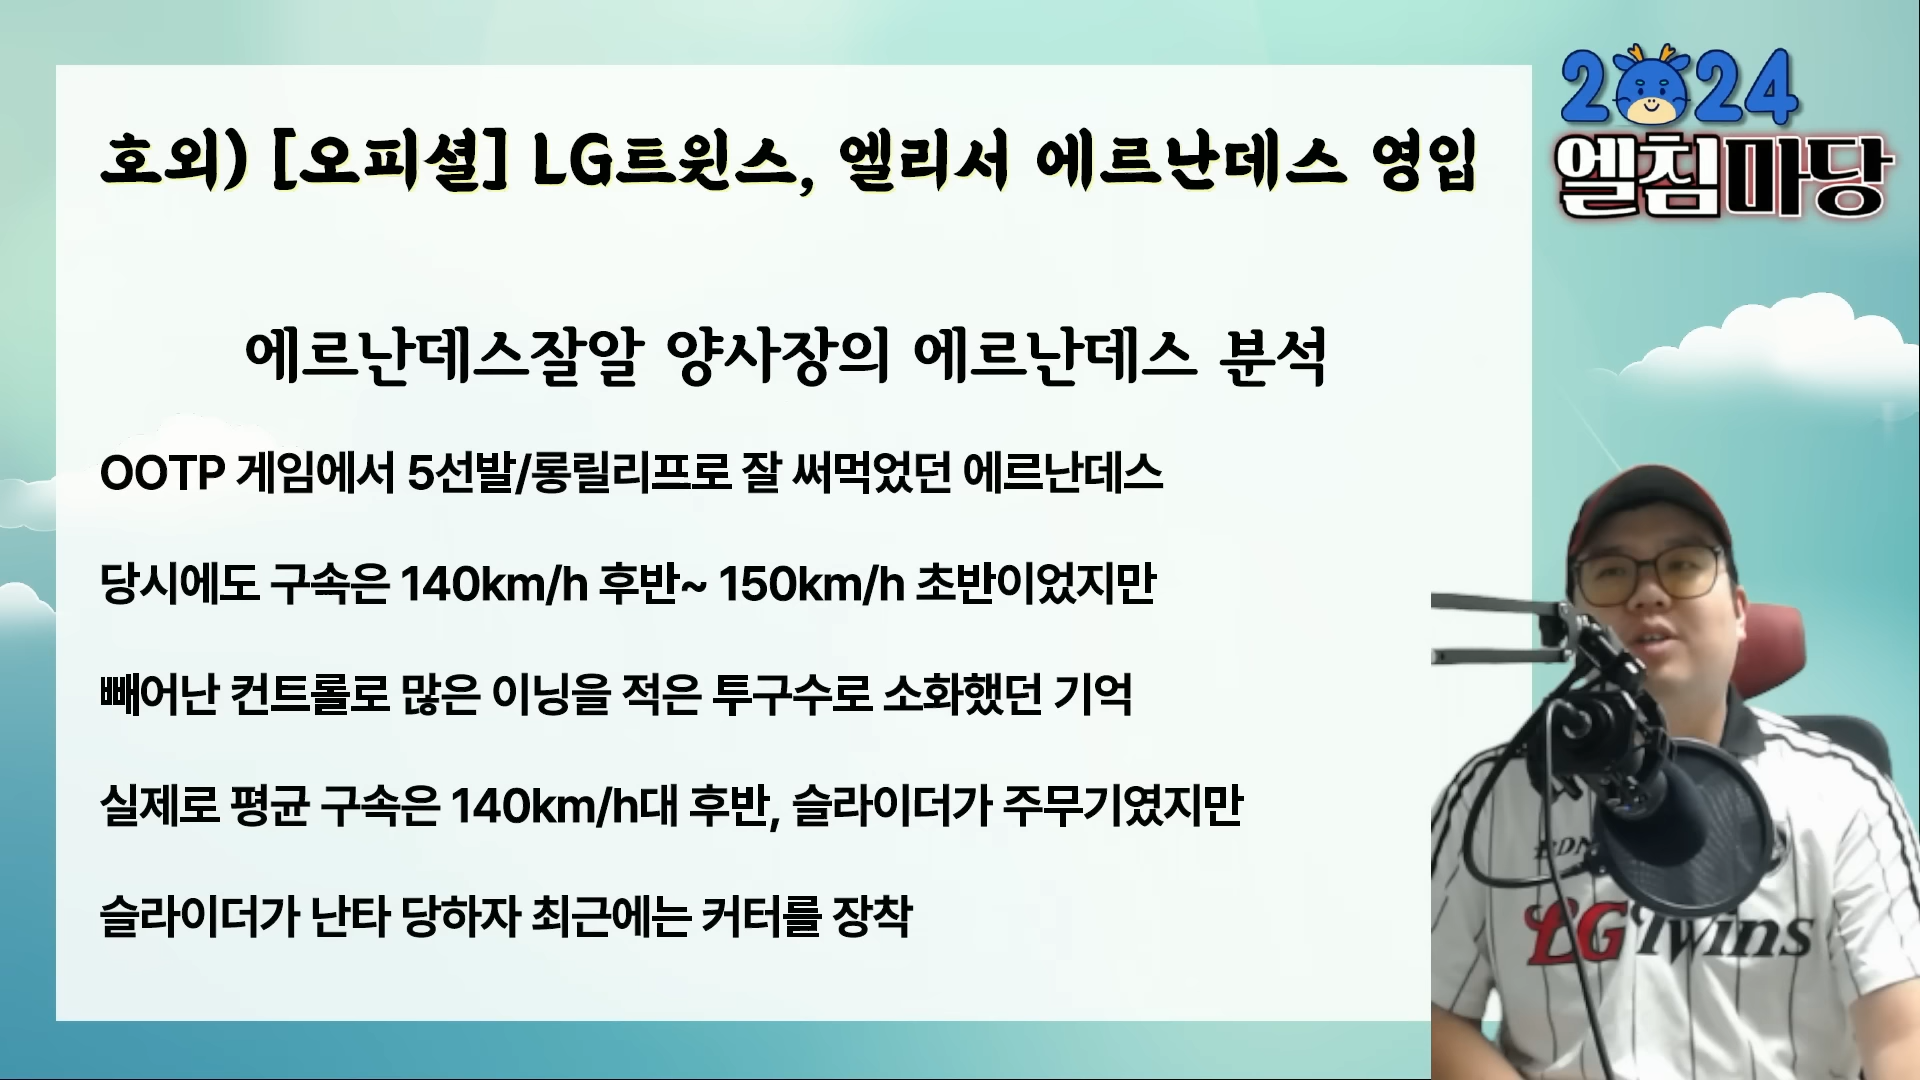 호외) [오피셜] LG트윈스, 엘리서 에르난데스 영입
2024
엘침마당
에르난데스잘알 양사장의 에르난데스 분석
OOTP 게임에서 5선발/롱릴리프로 잘 써먹었던 에르난데스
당시에도 구속은 140km/h 후반~ 150km/h 초반이었지만
빼어난 컨트롤로 많은 이닝을 적은 투구수로 소화했던 기억
실제로 평균 구속은 140km/h대 후반, 슬라이더가 주무기였지만
슬라이더가 난타 당하자 최근에는 커터를 장착
LG Twins